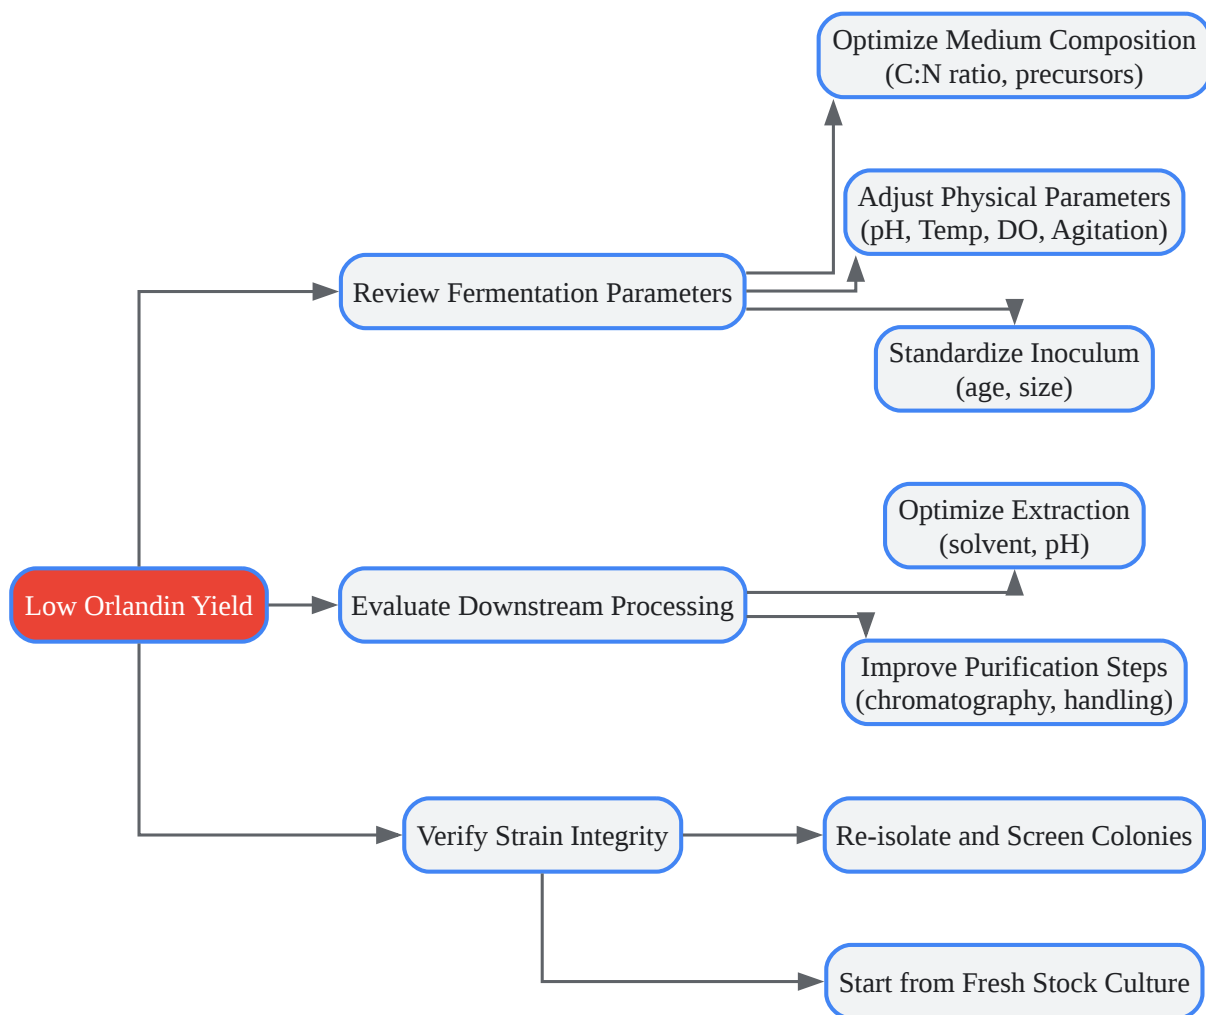 Optimize Medium Composition
(C:N ratio, precursors)
Adjust Physical Parameters
(pH, Temp, DO, Agitation)
Review Fermentation Parameters
Standardize Inoculum
(age, size)
Optimize Extraction
(solvent, pH)
Low Orlandin Yield
Evaluate Downstream Processing
Improve Purification Steps
(chromatography, handling)
Verify Strain Integrity
Re-isolate and Screen Colonies
Start from Fresh Stock Culture